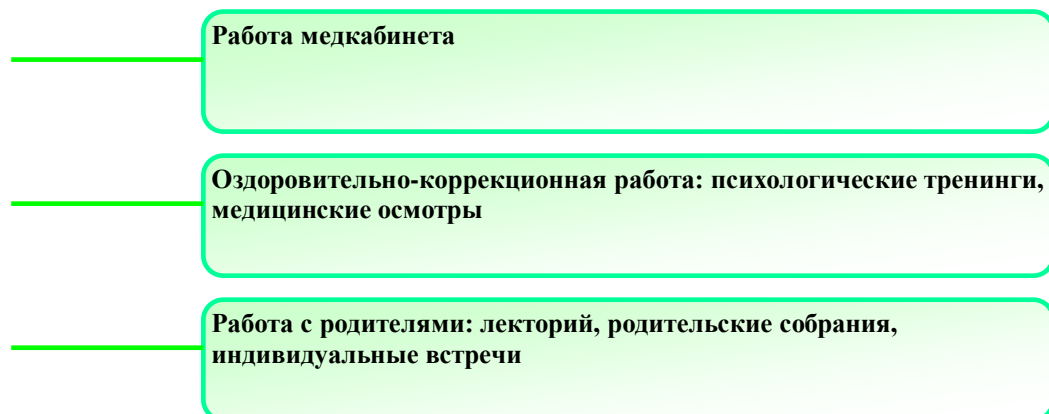 Работа медкабинета
Оздоровительно-коррекционная работа: психологические тренинги,
медицинские осмотры
Работа с родителями: лекторий, родительские собрания,
индивидуальные встречи